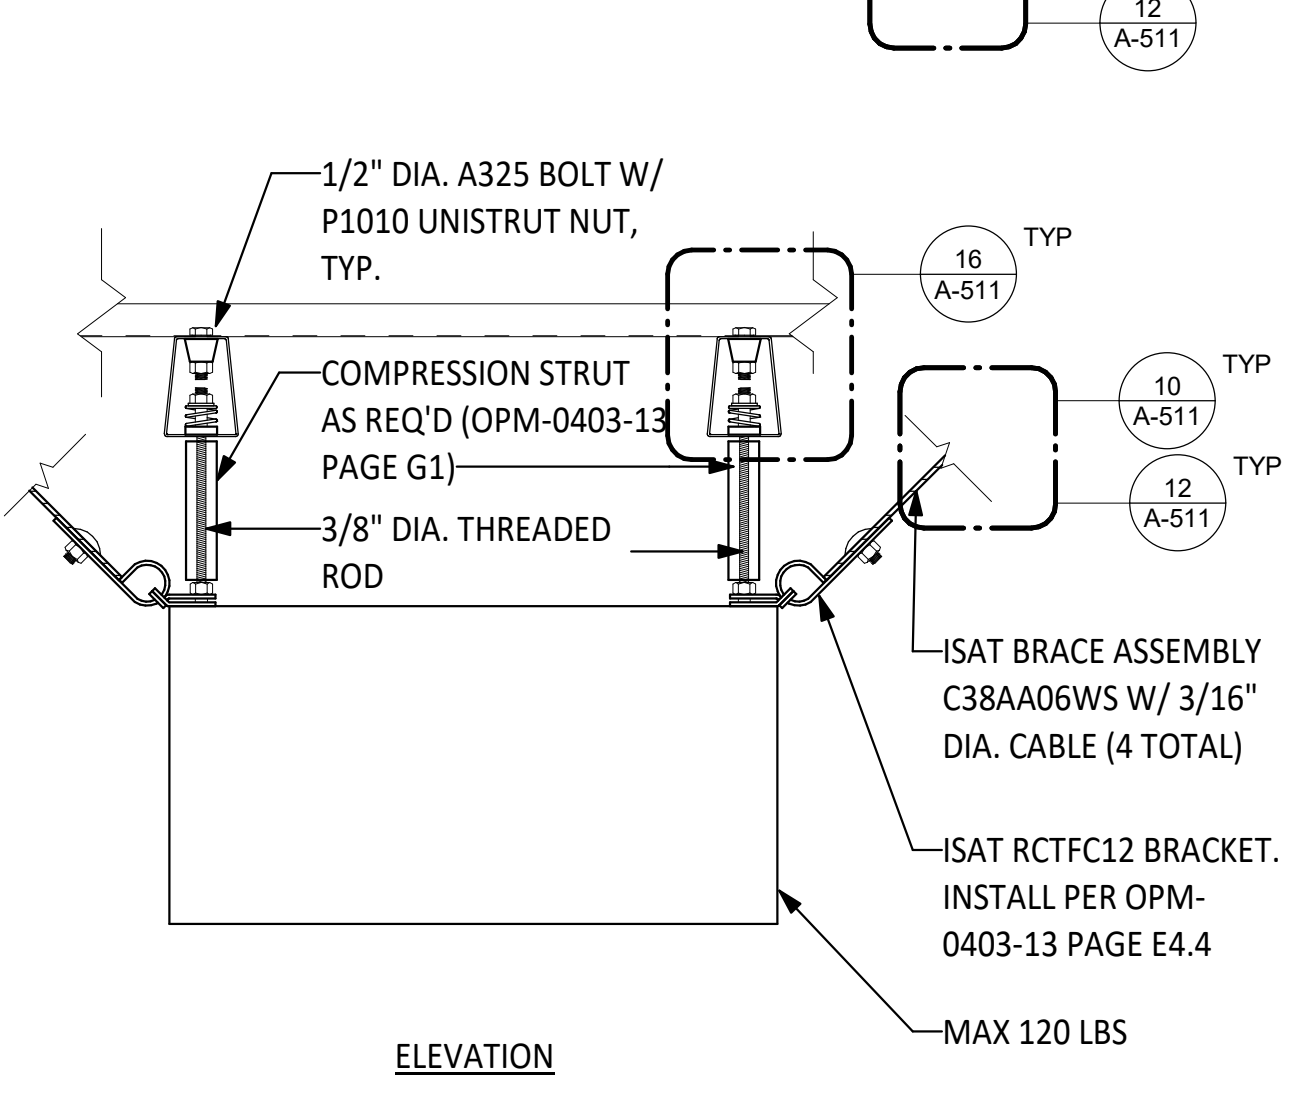 12
A-511
1/2" DIA. A325 BOLT W/
P1010 UNISTRUT NUT,
TYP.
16
A-511
TYP
COMPRESSION STRUT
AS REQ'D (OPM-0403-13
PAGE G1)
10
A-511
TYP
12
A-511
TYP
3/8" DIA. THREADED
ROD
ISAT BRACE ASSEMBLY
C38AA06WS W/ 3/16"
DIA. CABLE (4 TOTAL)
ISAT RCTFC12 BRACKET.
INSTALL PER OPM-
0403-13 PAGE E4.4
MAX 120 LBS
ELEVATION